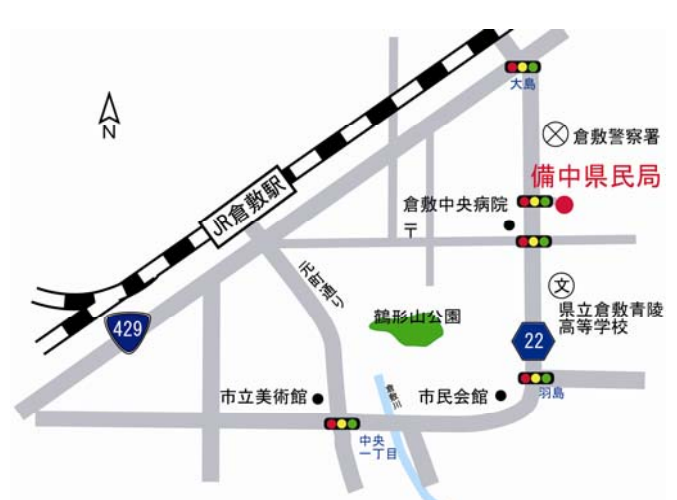 大島
倉敷警察署
備中県民局
JR倉敷駅
倉敷中央病院
〒
N
元町通り
文
県立倉敷青陵
高等学校
鶴形山公園
429
22
市立美術館
倉敷川
市民会館
羽島
中央
一丁目